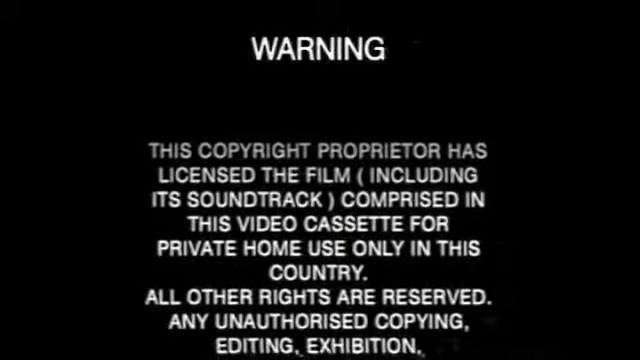 WARNING
THIS COPYRIGHT PROPRIETOR HAS
LICENSED THE FILM ( INCLUDING
ITS SOUNDTRACK ) COMPRISED IN
THIS VIDEO CASSETTE FOR
PRIVATE HOME USE ONLY IN THIS
COUNTRY.
ALL OTHER RIGHTS ARE RESERVED.
ANY UNAUTHORISED COPYING,
EDITING, EXHIBITION,